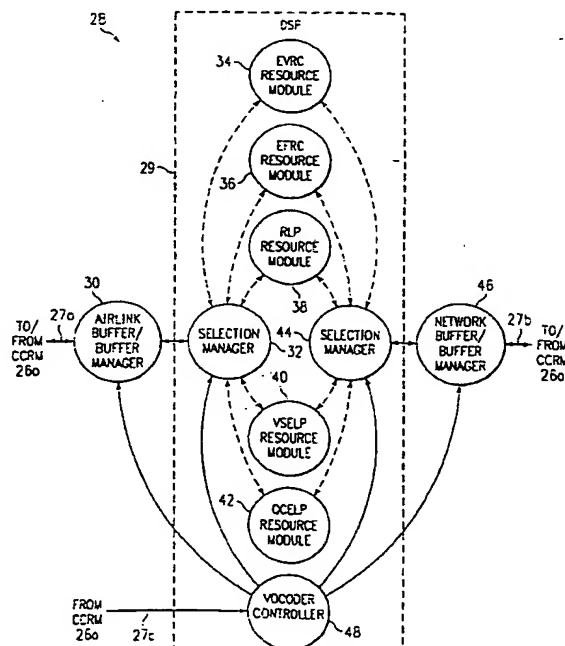 28
DSP
34
EVRC
RESOURCE
MODULE
EFRC
RESOURCE
MODULE
36
29
RLP
RESOURCE
MODULE
38
30
46
TO/
FROM
CCRM
26a
27a
AIRLINK
BUFFER/
BUFFER
MANAGER
SELECTION
MANAGER
32
44
SELECTION
MANAGER
NETWORK
BUFFER/
BUFFER
MANAGER
27b
TO/
FROM
CCRM
26a
40
VSELP
RESOURCE
MODULE
42
QCELP
RESOURCE
MODULE
FROM
CCRM
26a
27c
VOCODER
CONTROLLER
48